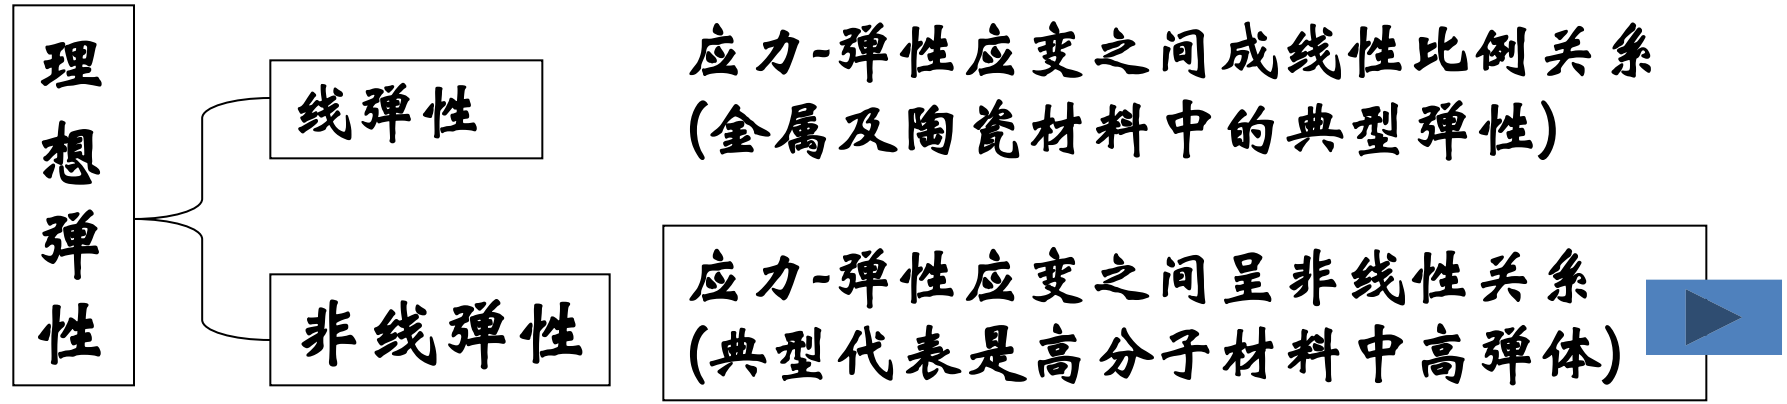 理想弹性
线弹性
应力-弹性应变之间成线性比例关系
(金属及陶瓷材料中的典型弹性)
非线弹性
应力-弹性应变之间呈非线性关系
(典型代表是高分子材料中高弹体)